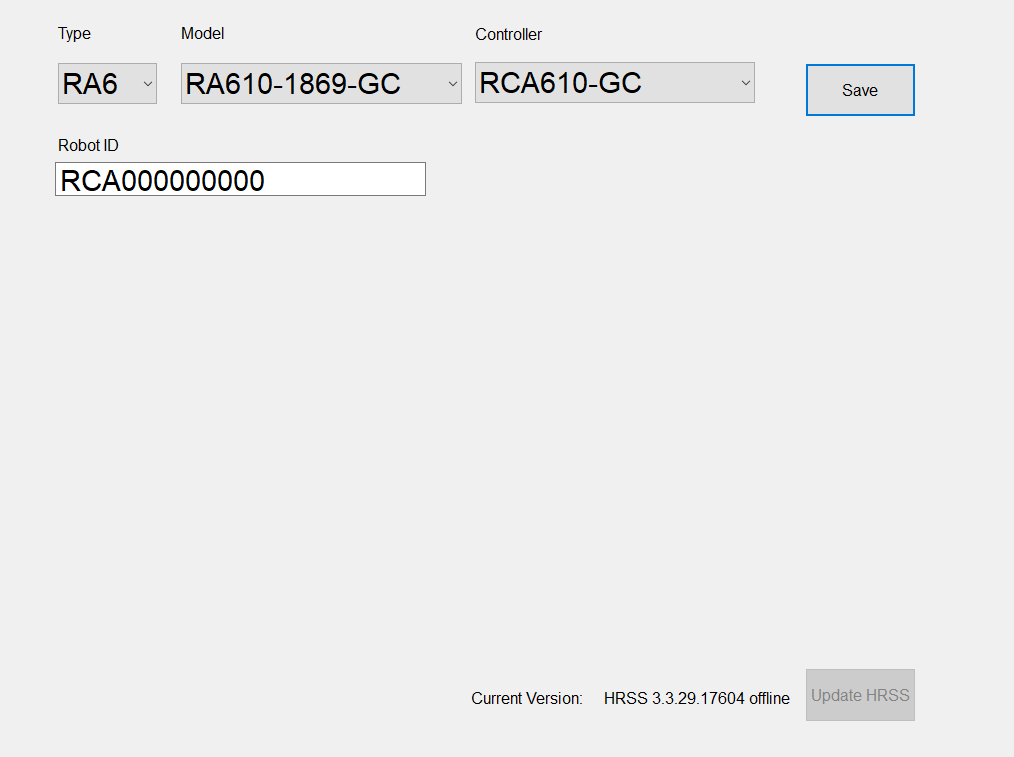 Type
Model
Controller
RA6
RA610-1869-GC
RCA610-GC
Save
Robot ID
RCA000000000
Current Version: HRSS 3.3.29.17604 offline
Update HRSS